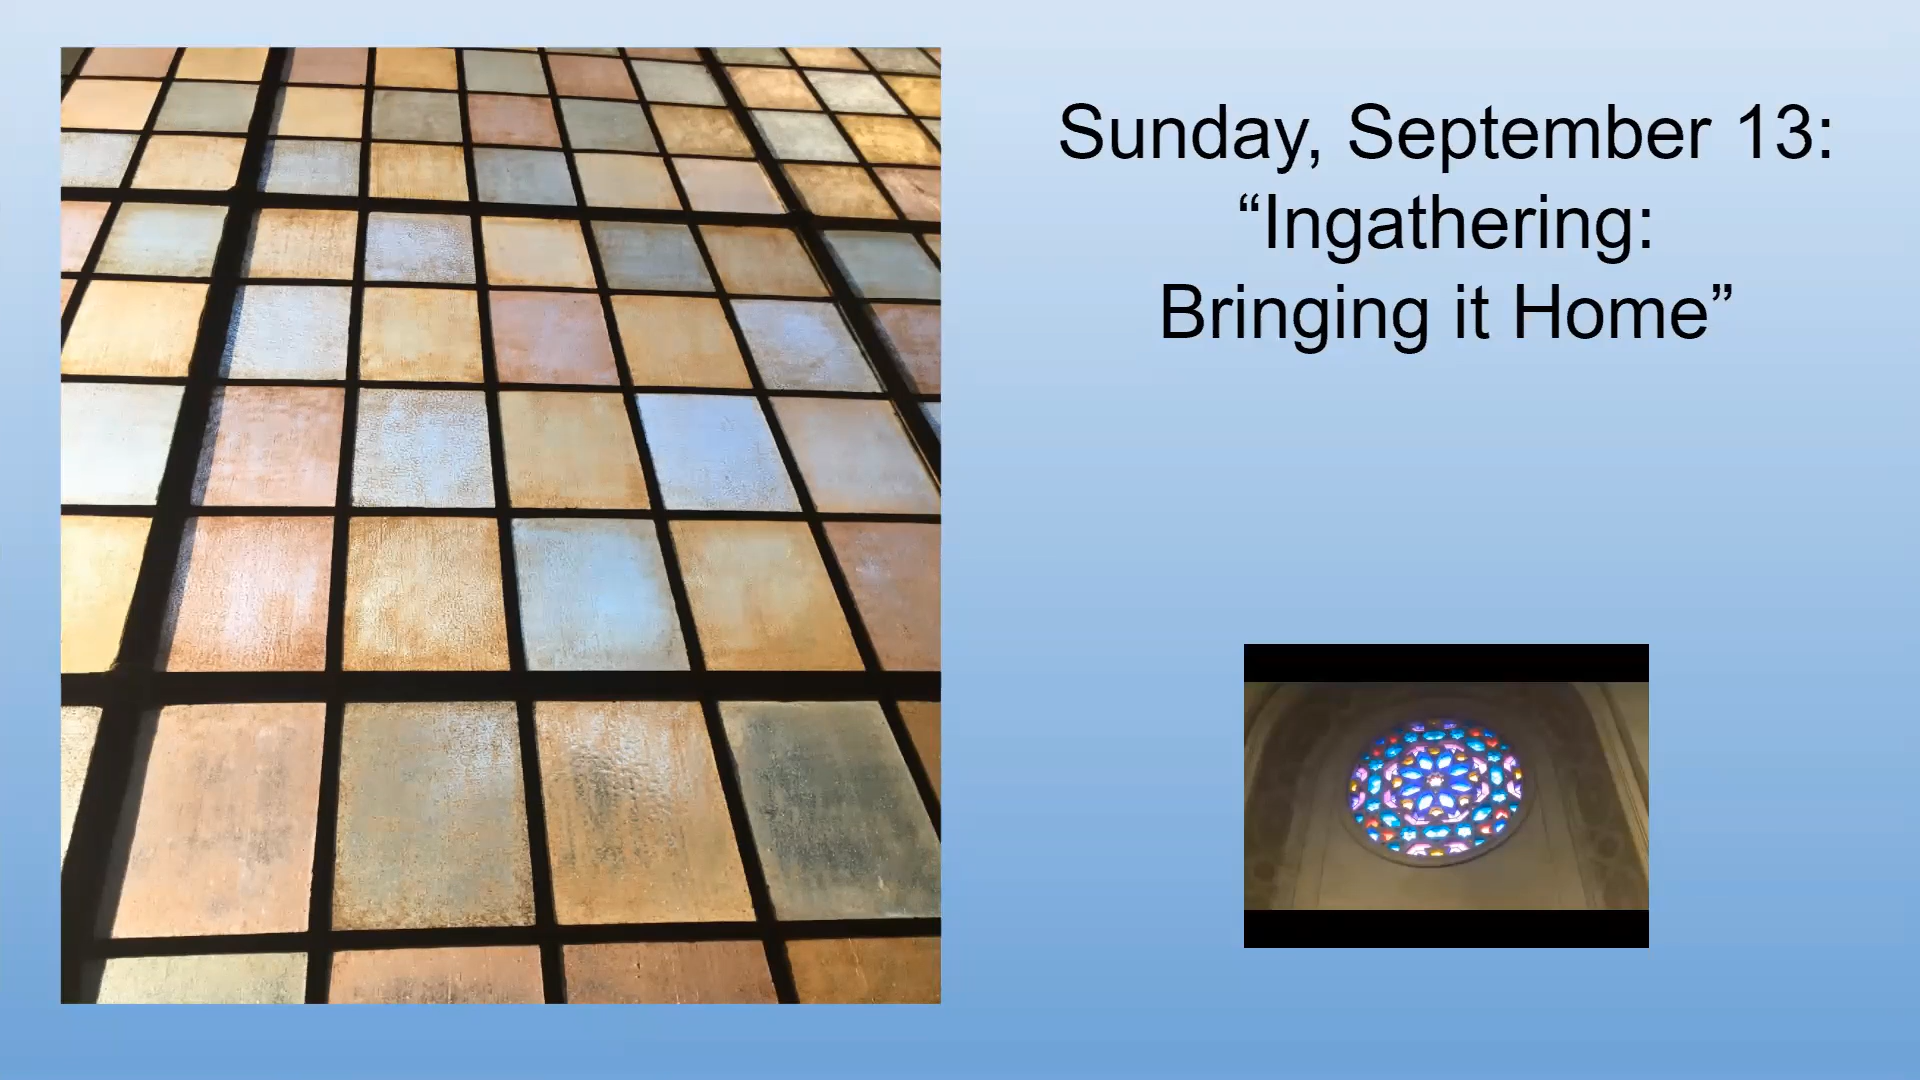 Sunday, September 13:
“Ingathering:
Bringing it Home”